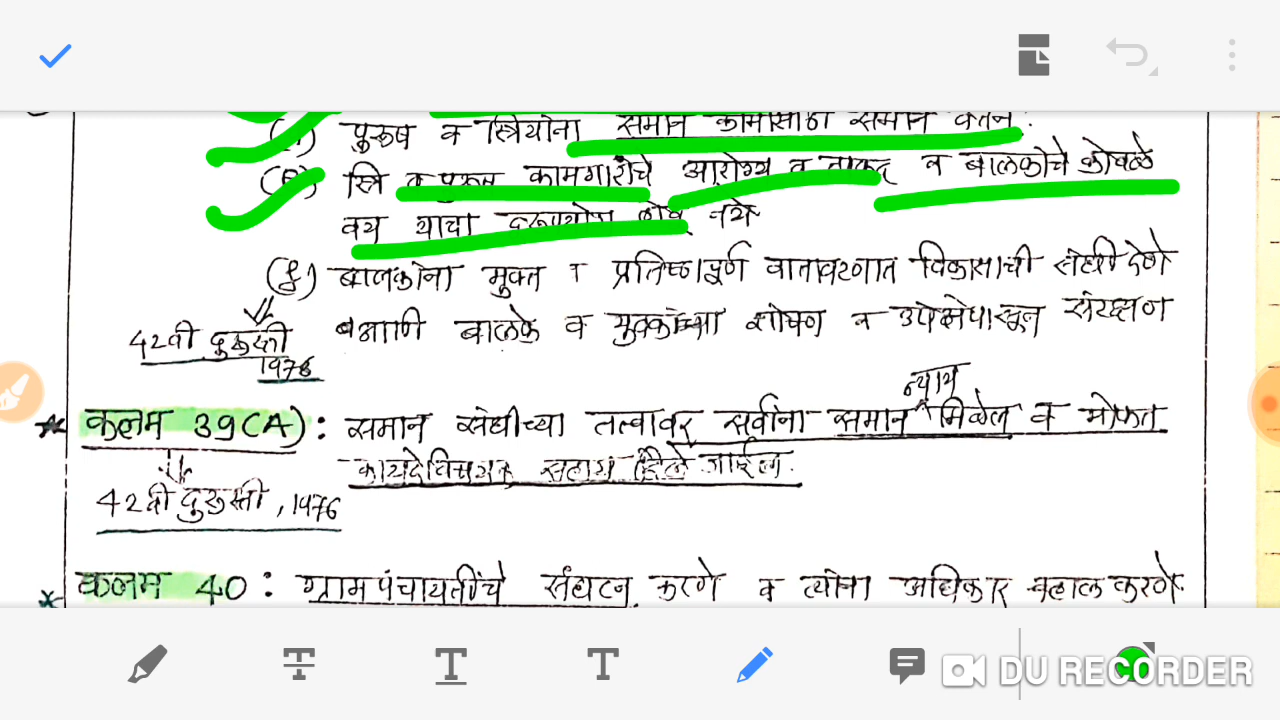 (d) पुरुष व स्त्रियांना समान कामासाठी समान वेतन.
(e) स्त्रि व पुरुष कामगारांचे आरोग्य व ताकद व बालकांचे कोवळे
वय याचा दुरुपयोग होऊ नये
(f) बालकांना मुक्त व प्रतिष्ठापूर्ण वातावरणात विकासाची संधी देणे
42वी दुरुस्ती
1976
आणि बालके व युवकांच्या शोषण व उपेक्षेपासून संरक्षण
न्याय
* कलम 39(A): समान संधीच्या तत्वावर सर्वांना समान मिळेल व मोफत
कायदेविषयक सहाय्य दिले जाईल.
42वी दुरुस्ती, 1976
* कलम 40: ग्रामपंचायतींचे संघटन करणे व त्यांना अधिकार बहाल करणे.
T T T
DU RECORDER